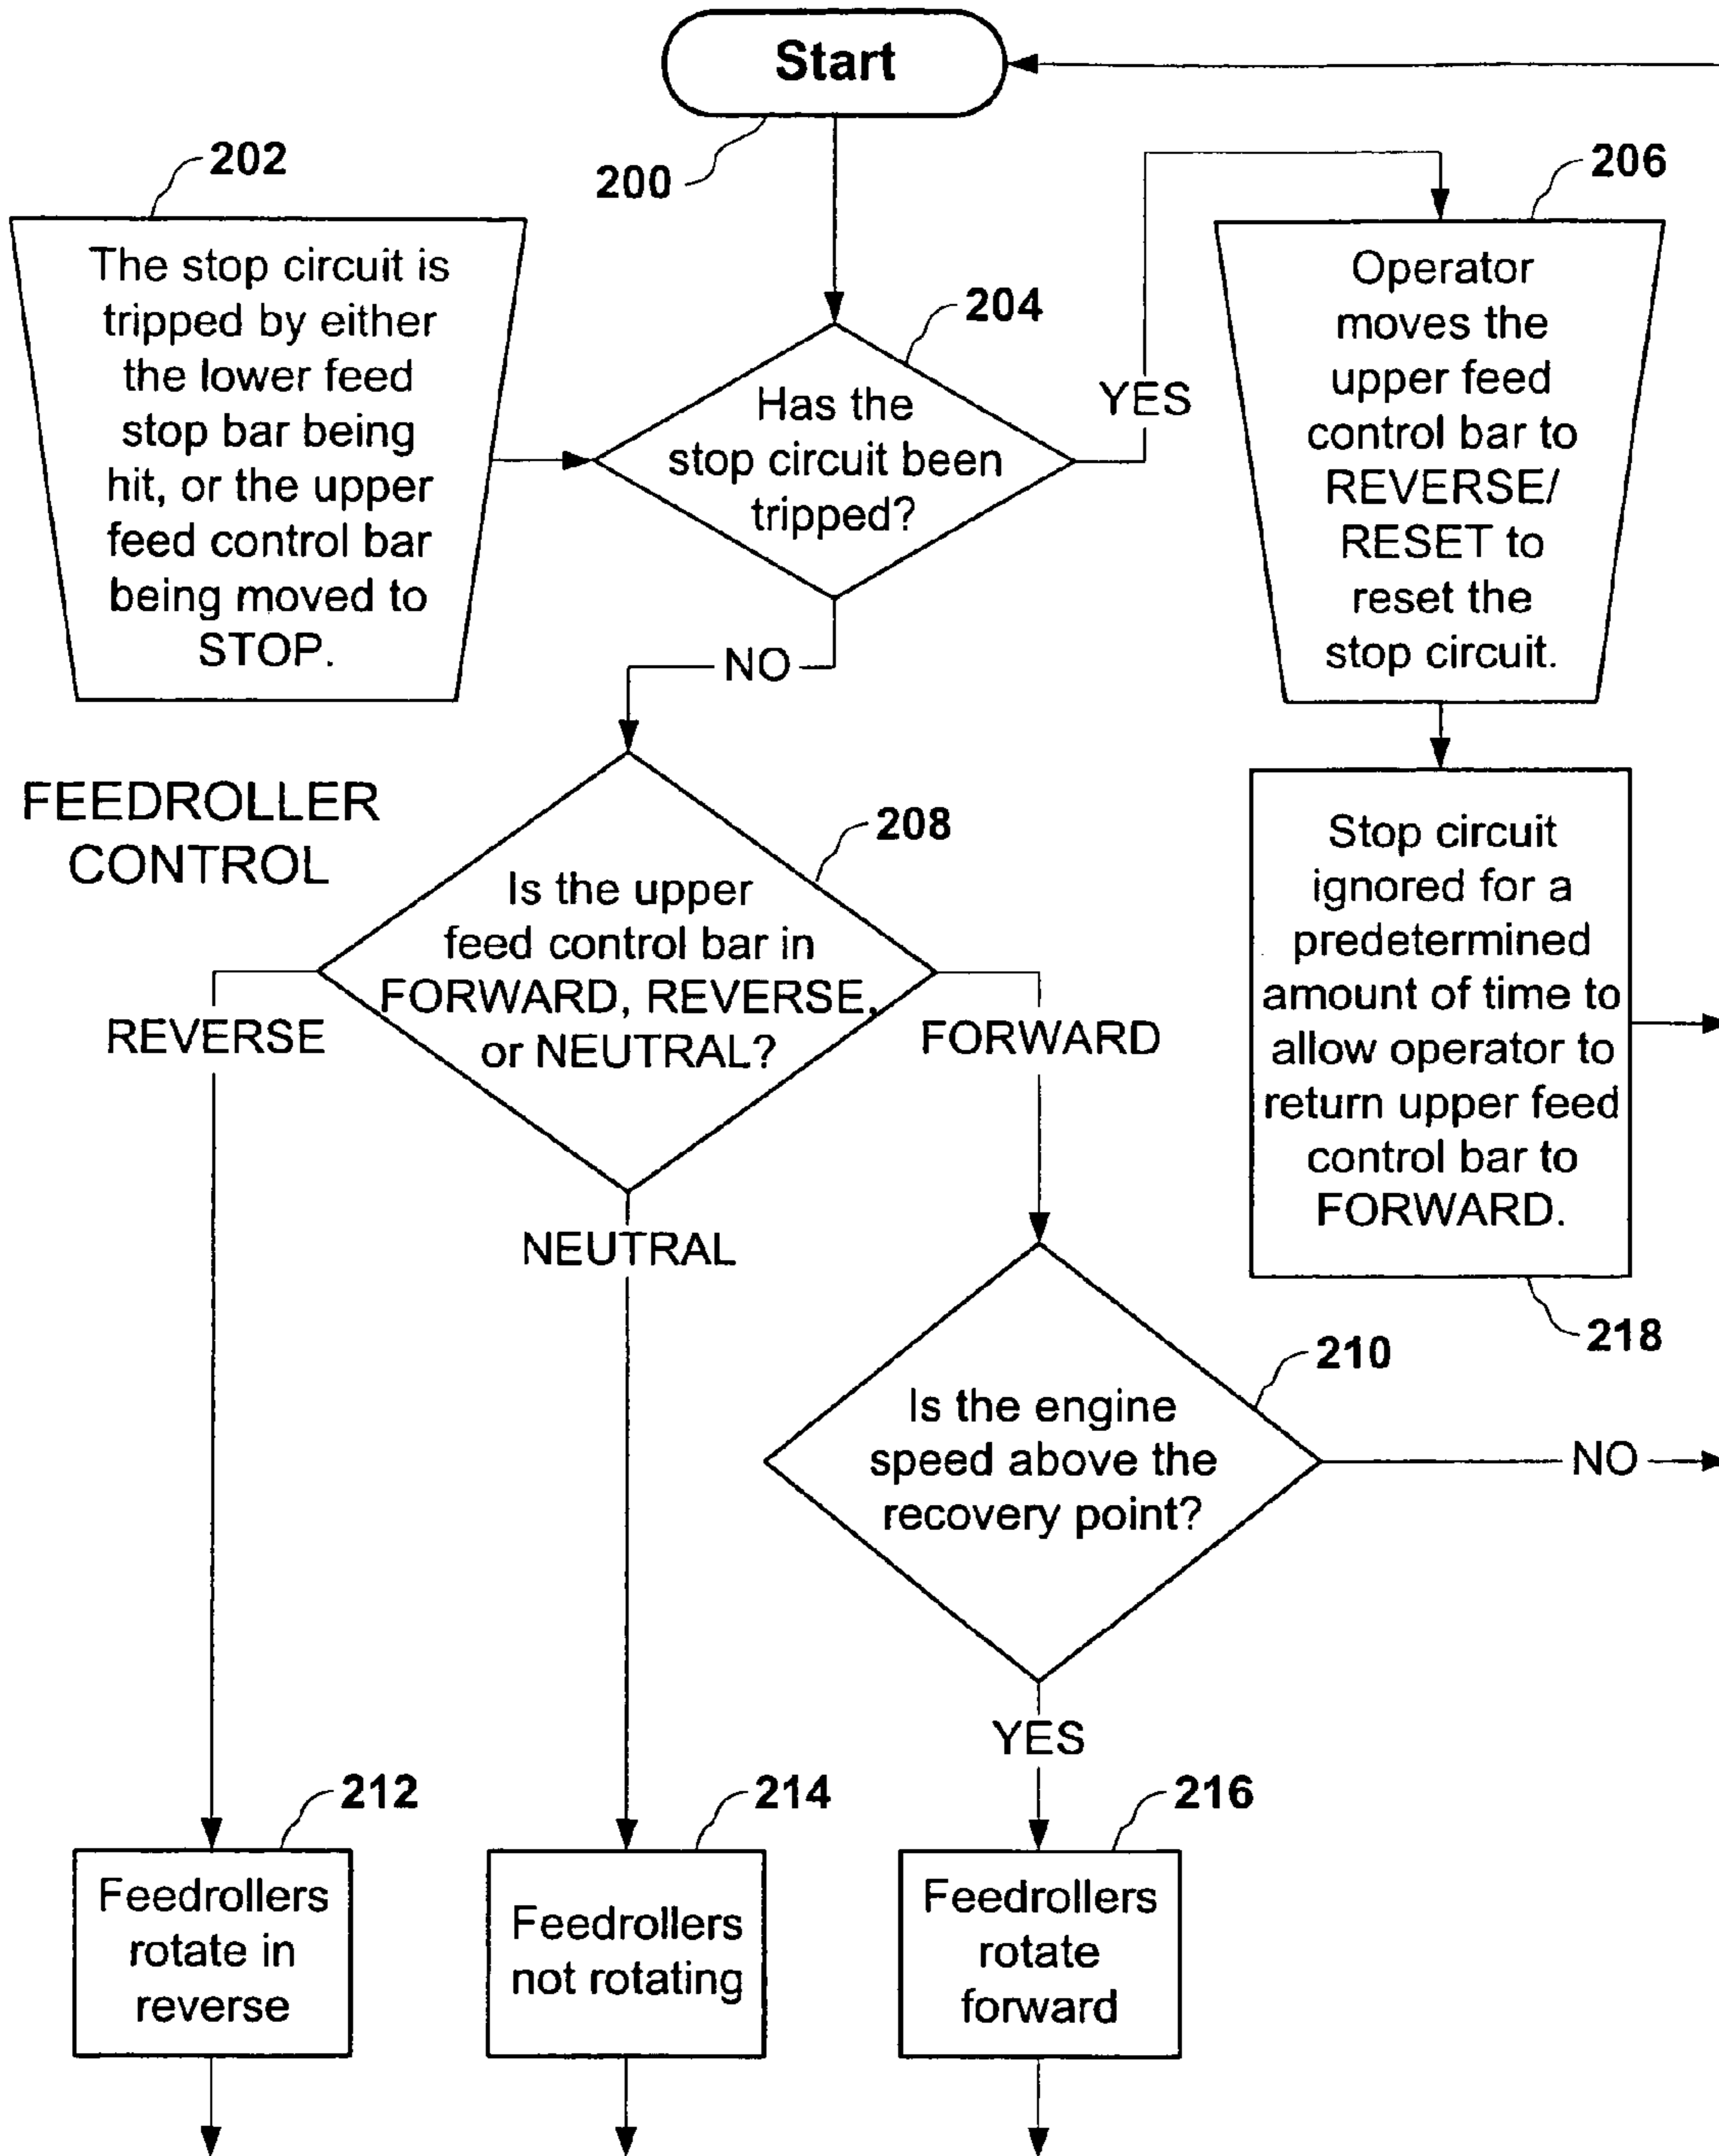 Start
200
202
The stop circuit is
tripped by either
the lower feed
stop bar being
hit, or the upper
feed control bar
being moved to
STOP.
204
Has the
stop circuit been
tripped?
YES
206
Operator
moves the
upper feed
control bar to
REVERSE/
RESET to
reset the
stop circuit.
NO
FEEDROLLER
CONTROL
208
Is the upper
feed control bar in
FORWARD, REVERSE,
or NEUTRAL?
REVERSE
NEUTRAL
FORWARD
Stop circuit
ignored for a
predetermined
amount of time to
allow operator to
return upper feed
control bar to
FORWARD.
218
210
Is the engine
speed above the
recovery point?
NO
YES
212
Feedrollers
rotate in
reverse
214
Feedrollers
not rotating
216
Feedrollers
rotate
forward